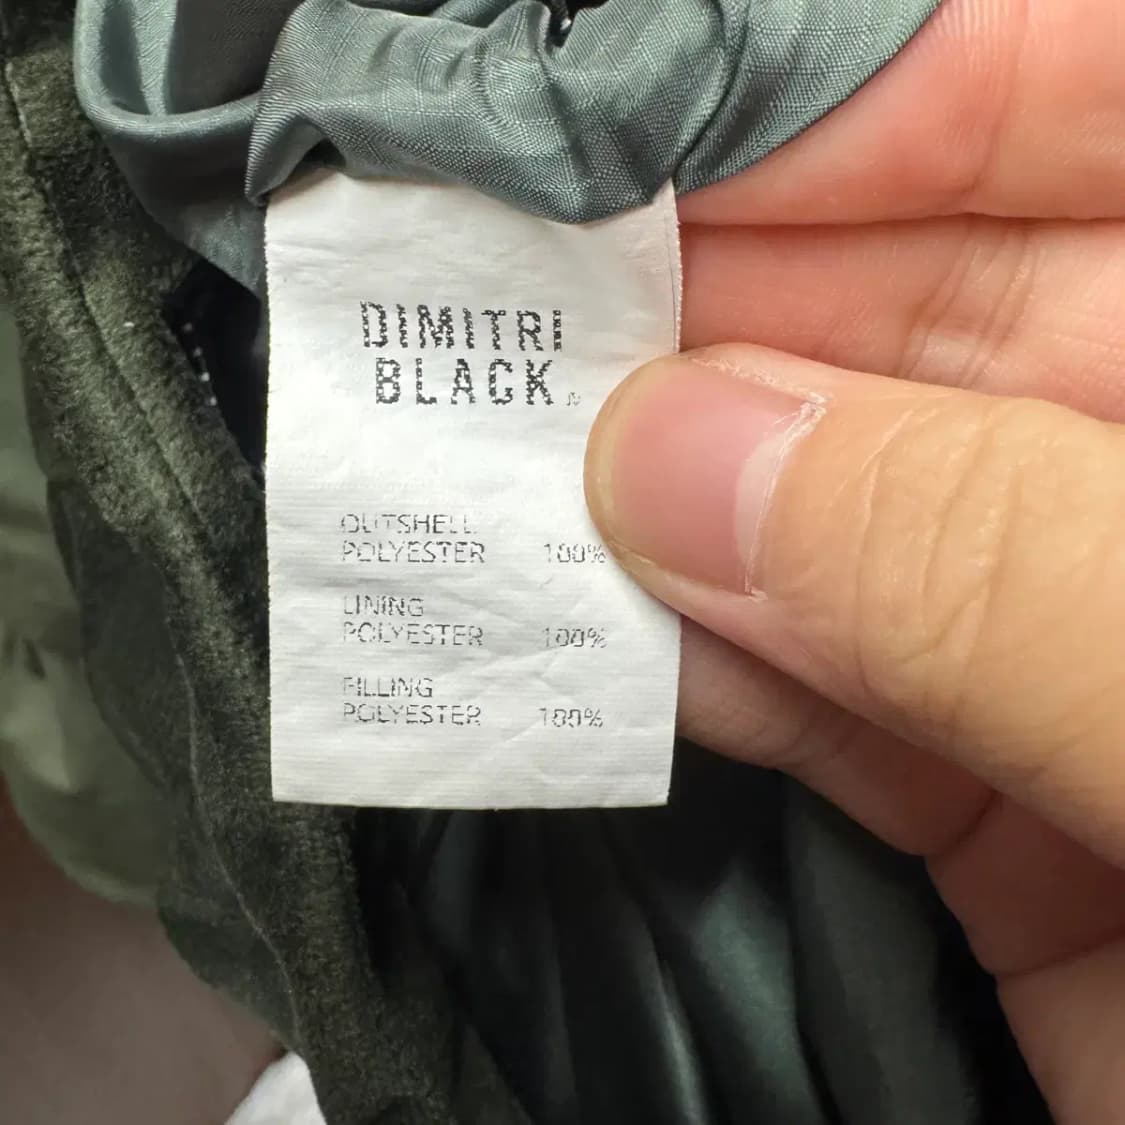 DIMITRI
BLACK
OUTSHELL
POLYESTER 100%
LINING
POLYESTER 100%
FILLING
POLYESTER 100%